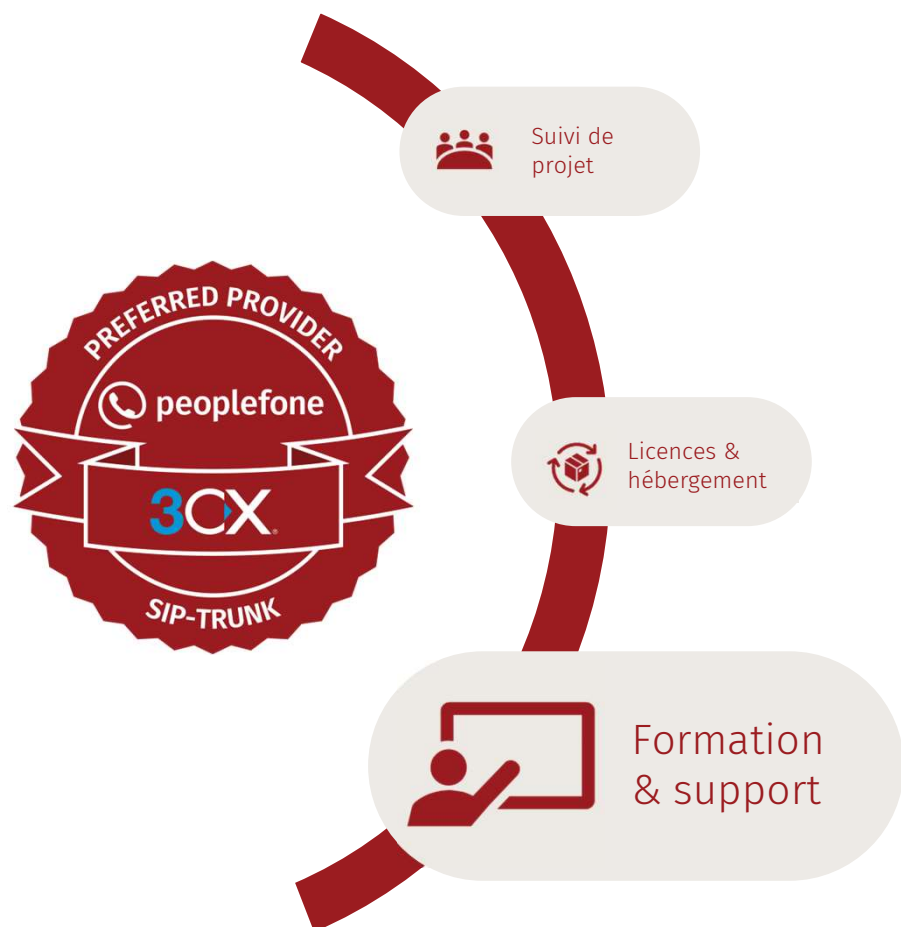 Suivi de
projet
PREFERRED PROVIDER
peoplefone
3CX®
SIP-TRUNK
Licences &
hébergement
Formation
& support